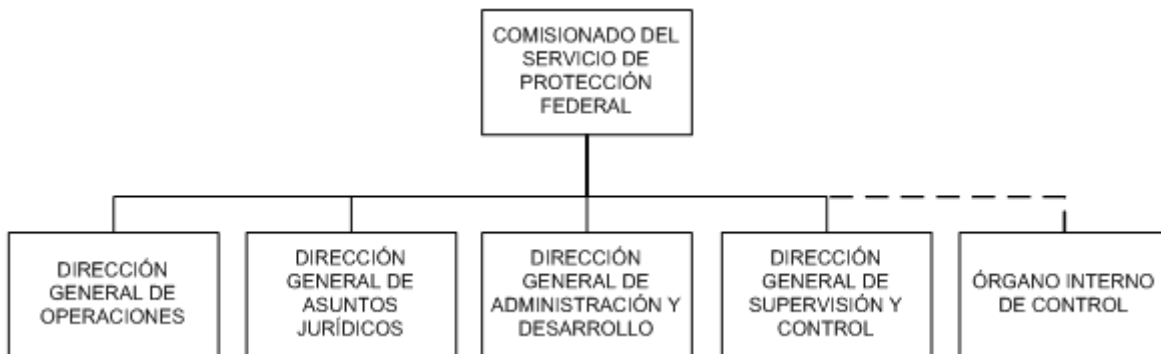 COMISIONADO DEL
SERVICIO DE
PROTECCIÓN
FEDERAL
DIRECCIÓN
GENERAL DE
OPERACIONES
DIRECCIÓN
GENERAL DE
ASUNTOS
JURÍDICOS
DIRECCIÓN
GENERAL DE
ADMINISTRACIÓN Y
DESARROLLO
DIRECCIÓN
GENERAL DE
SUPERVISIÓN Y
CONTROL
ÓRGANO INTERNO
DE CONTROL